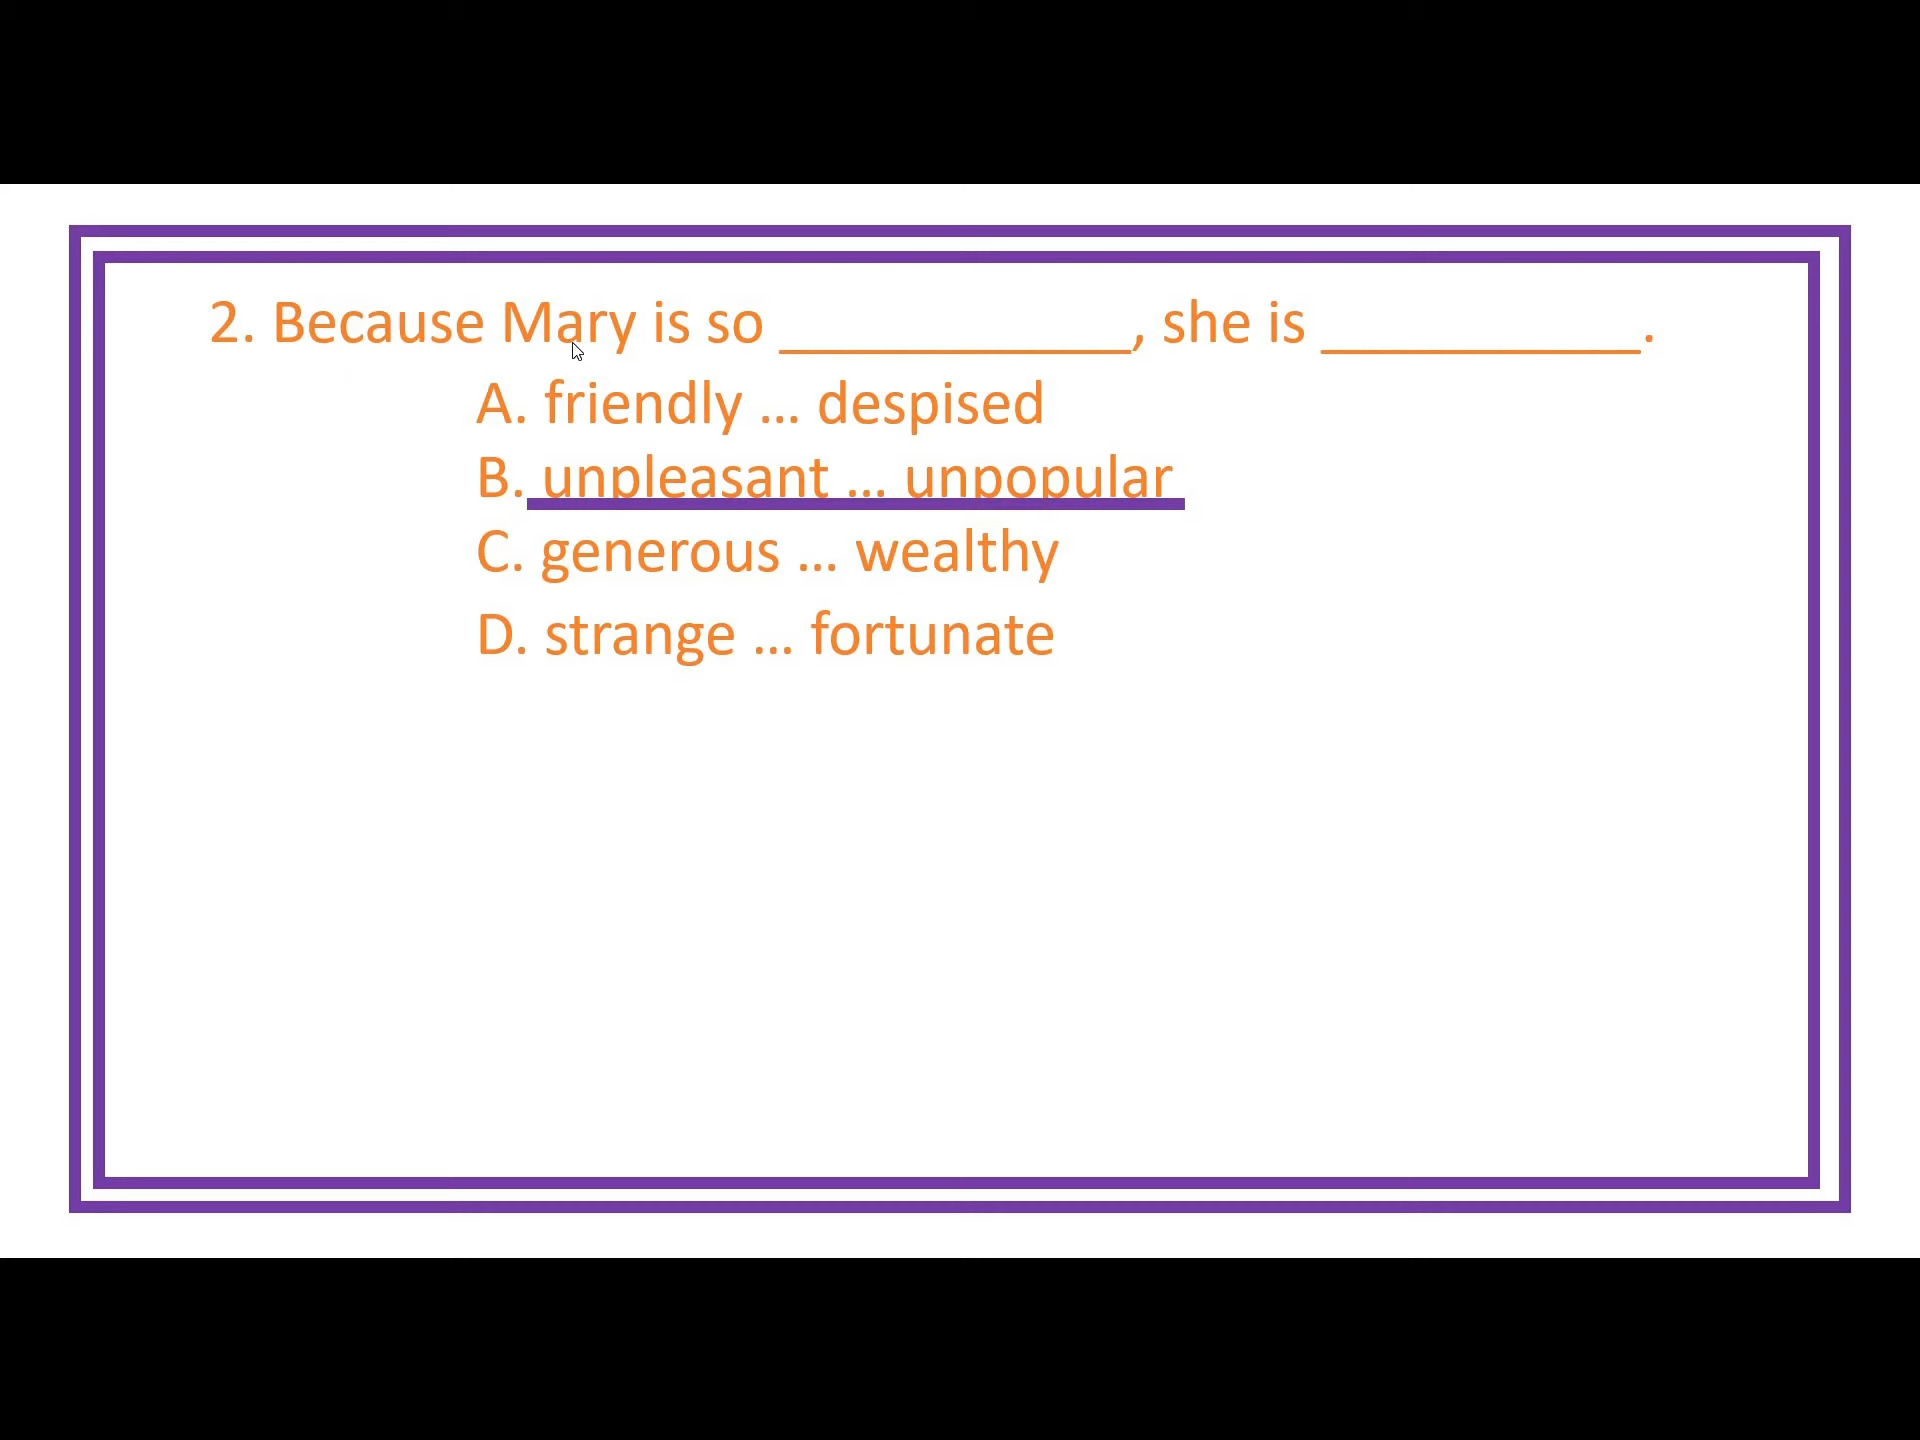 2. Because Mary is so ____________, she is ___________.
A. friendly ... despised
B. unpleasant ... unpopular
C. generous ... wealthy
D. strange ... fortunate